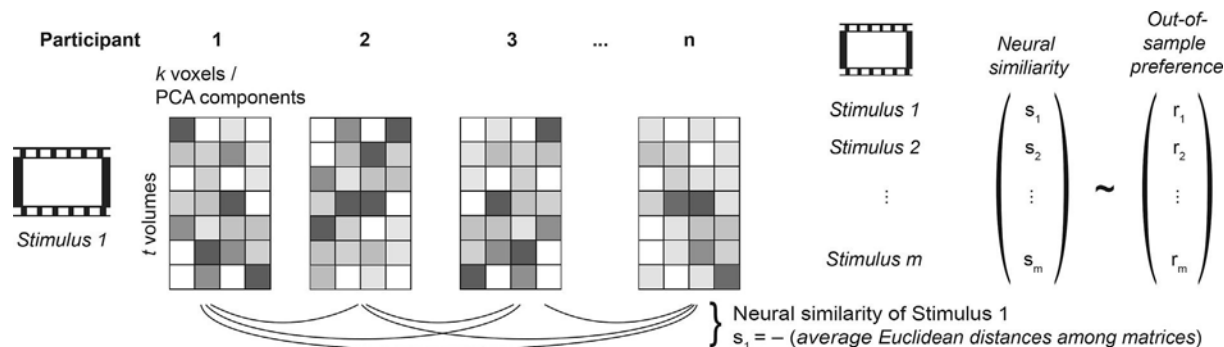 Participant 1 2 3 ... n
k voxels /
PCA components
t volumes
Stimulus 1
Neural similarity of Stimulus 1
s1 = – (average Euclidean distances among matrices)
Neural
similiarity
Out-of-
sample
preference
Stimulus 1 s1 r1
Stimulus 2 s2 ~ r2
⋮ ⋮ ⋮
Stimulus m sm rm